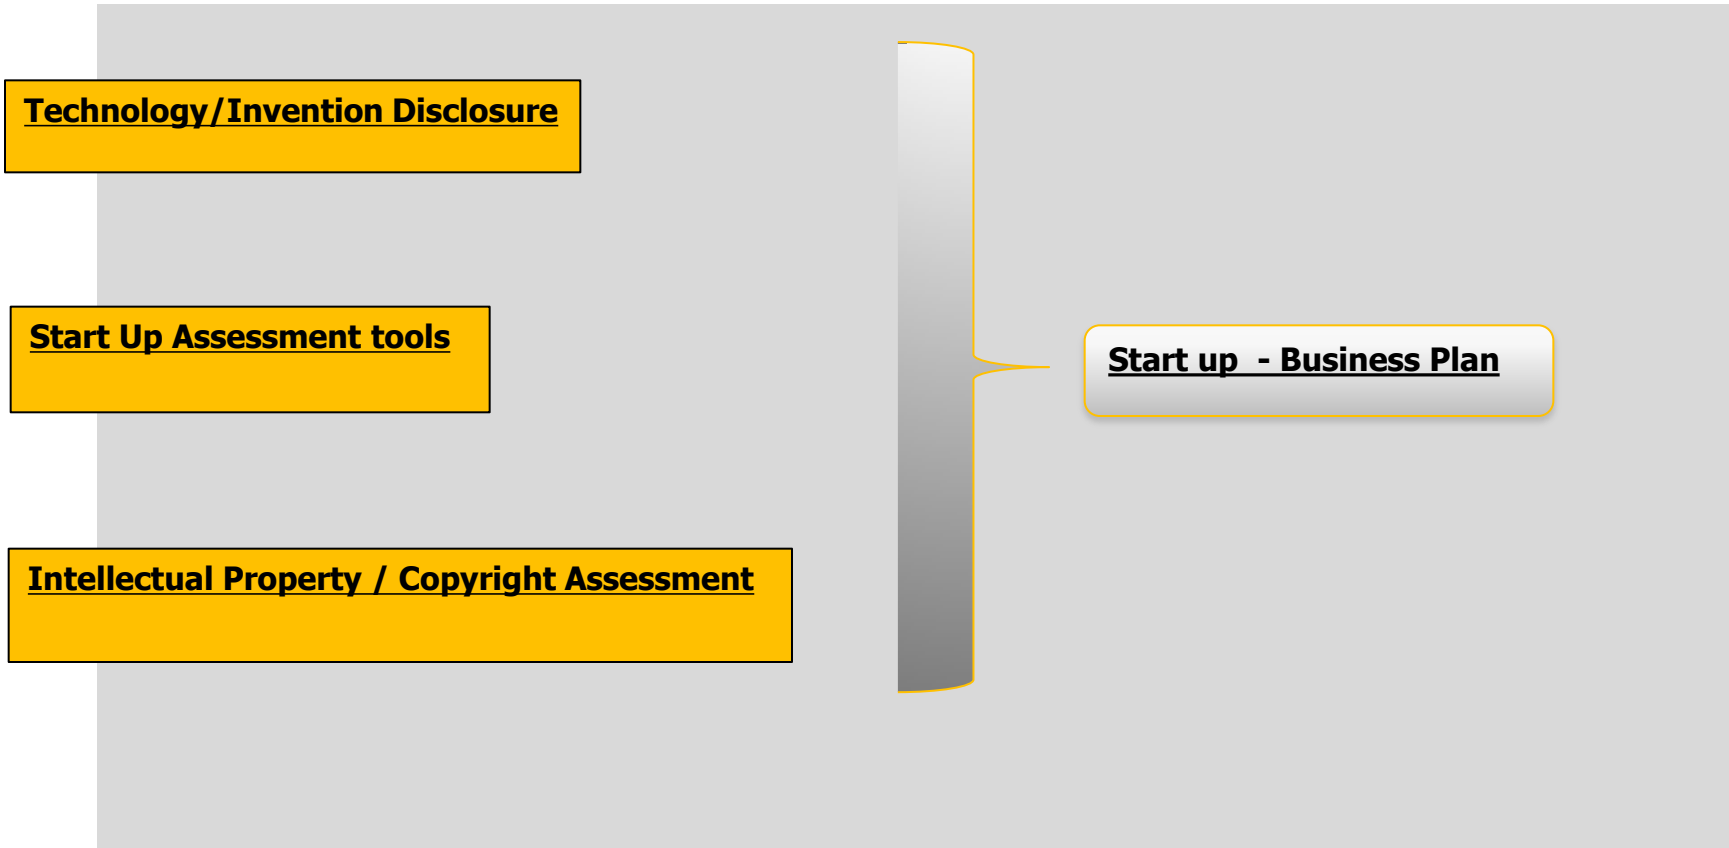 Technology/Invention Disclosure
Start Up Assessment tools
Start up  - Business Plan
Intellectual Property / Copyright Assessment